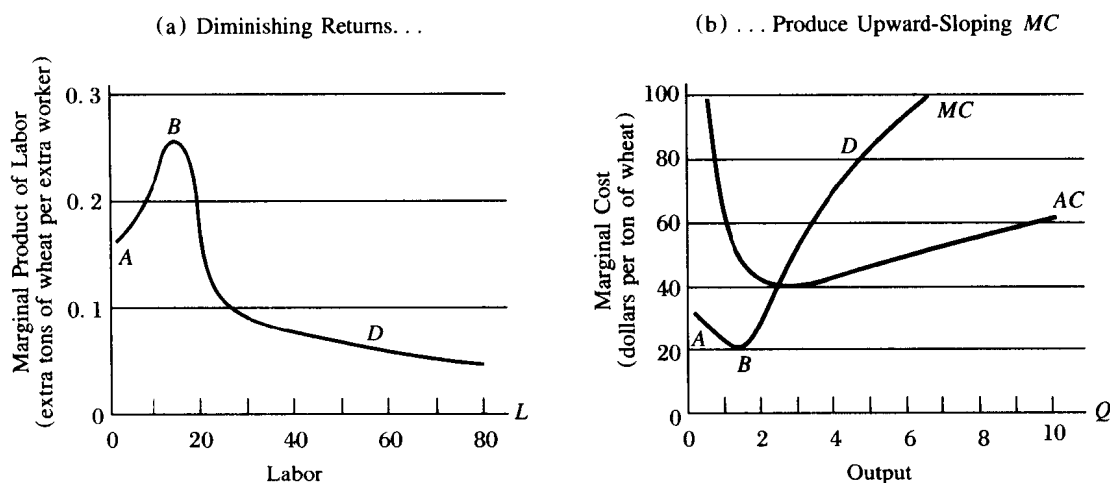 (a) Diminishing Returns. . .
Marginal Product of Labor
(extra tons of wheat per extra worker)
0.3
0.2
0.1
0
A
B
D
0
20
40
60
80
L
Labor
(b) . . . Produce Upward-Sloping MC
Marginal Cost
(dollars per ton of wheat)
100
80
60
40
20
0
MC
D
AC
A
B
0
2
4
6
8
10
Q
Output